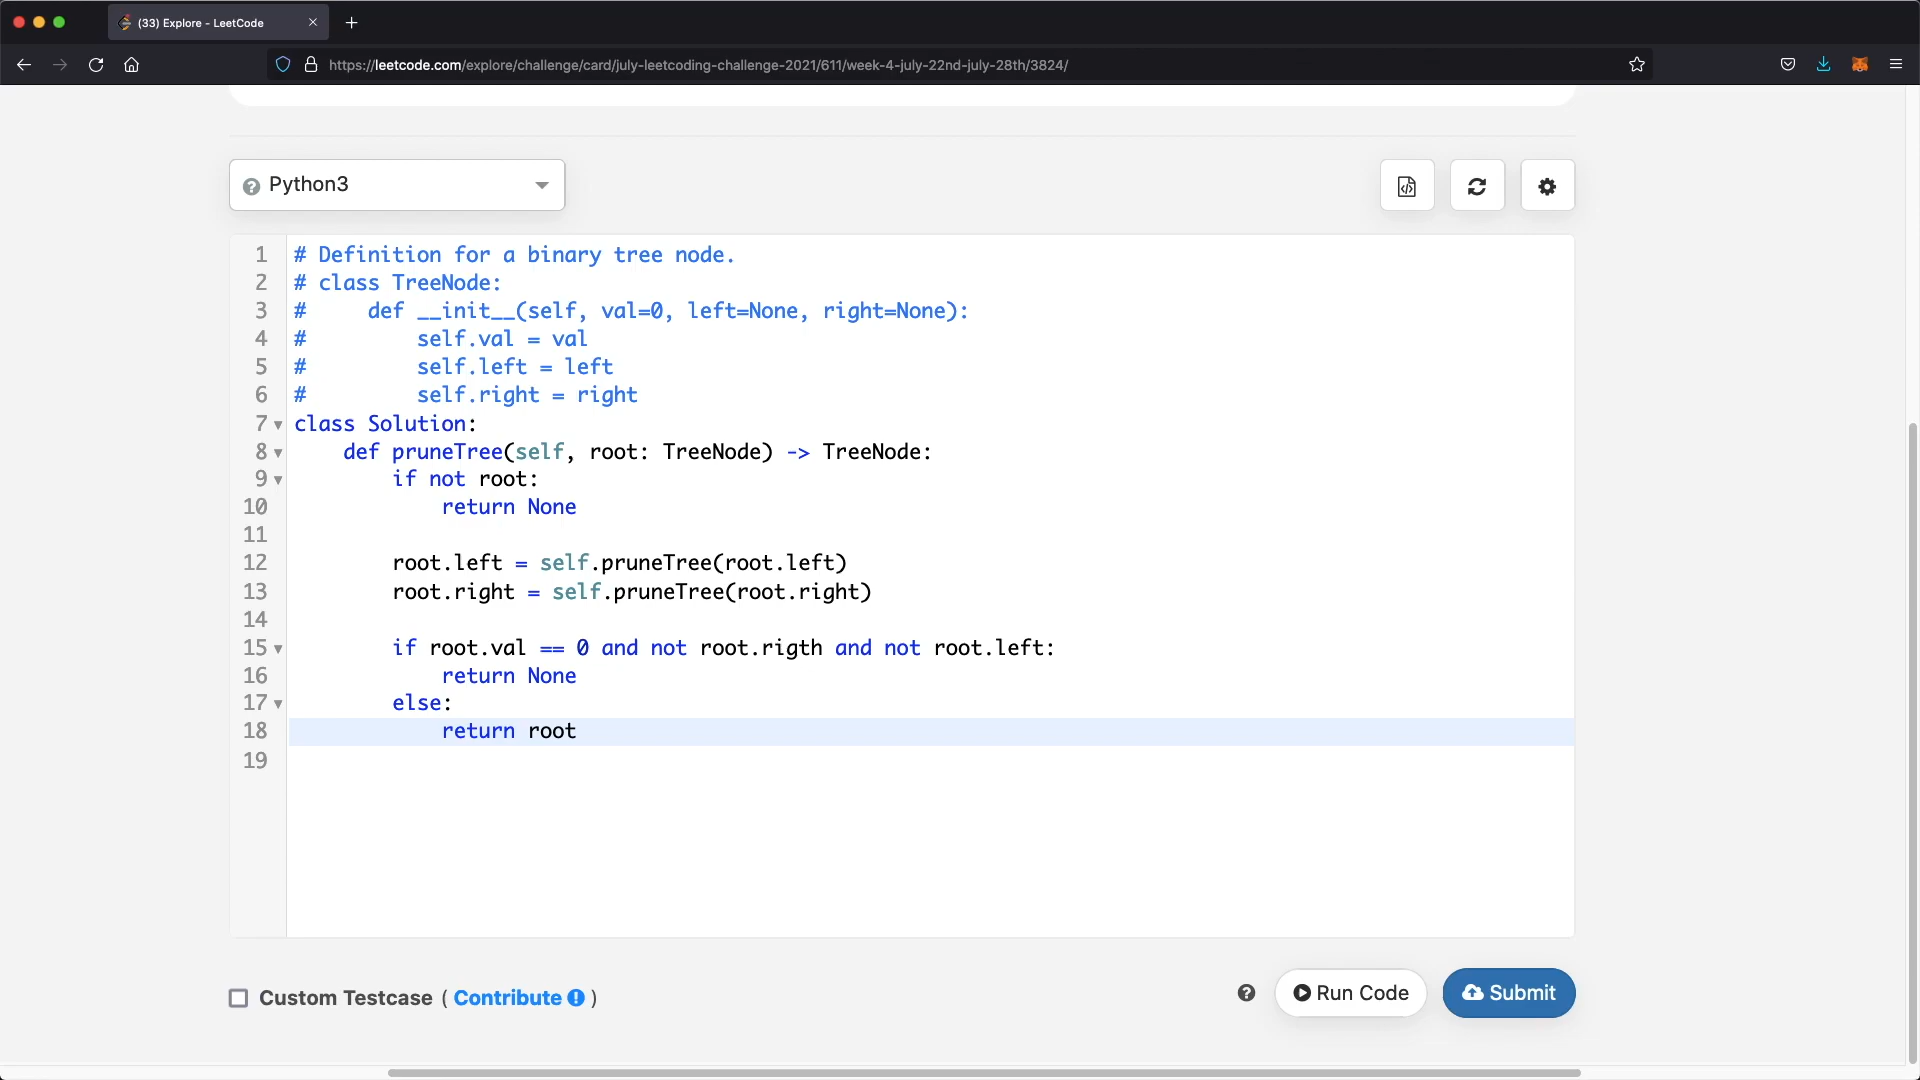 (33) Explore - LeetCode
https://leetcode.com/explore/challenge/card/july-leetcoding-challenge-2021/611/week-4-july-22nd-july-28th/3824/
Python3
1 # Definition for a binary tree node.
2 # class TreeNode:
3 #     def __init__(self, val=0, left=None, right=None):
4 #         self.val = val
5 #         self.left = left
6 #         self.right = right
7 class Solution:
8     def pruneTree(self, root: TreeNode) -> TreeNode:
9         if not root:
10             return None
11
12         root.left = self.pruneTree(root.left)
13         root.right = self.pruneTree(root.right)
14
15         if root.val == 0 and not root.rigth and not root.left:
16             return None
17         else:
18             return root
19
Custom Testcase ( Contribute )
Run Code
Submit